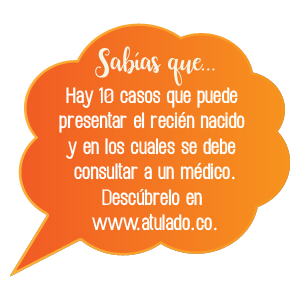 Sabías que...
Hay 10 casos que puede
presentar el recién nacido
y en los cuales se debe
consultar a un médico.
Descúbrelo en
www.atulado.co.